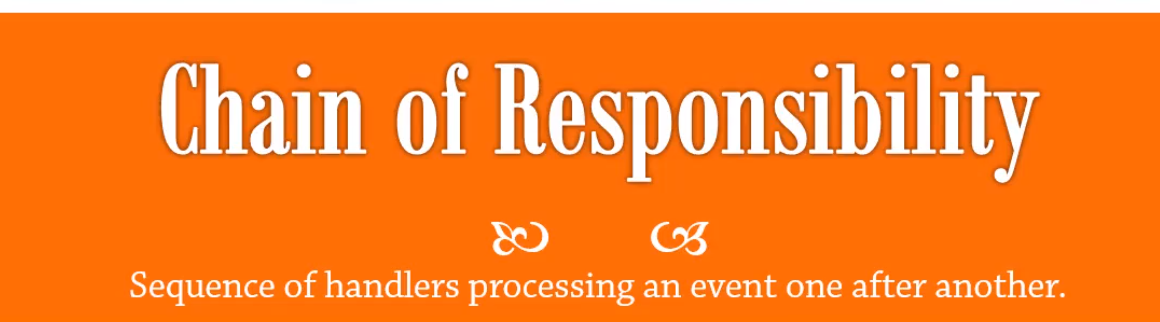 Chain of Responsibility
Sequence of handlers processing an event one after another.